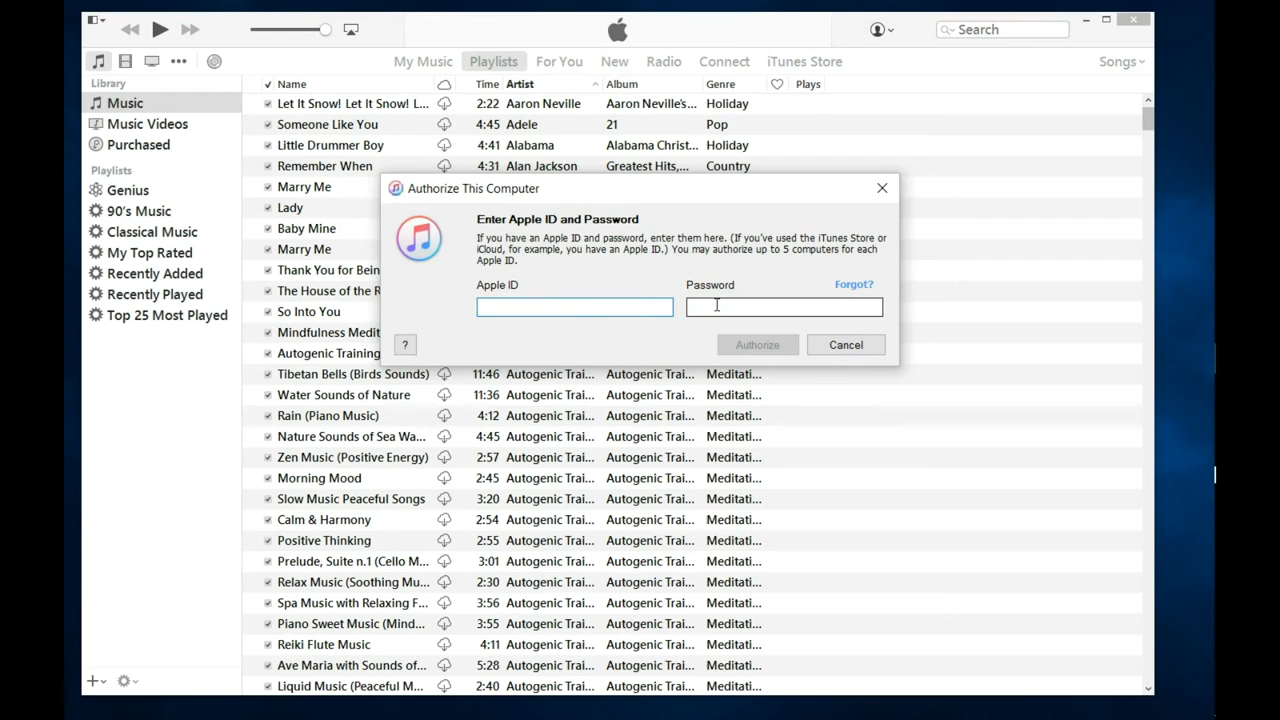 Search
My Music Playlists For You New Radio Connect iTunes Store Songs
Library
Music
Music Videos
Purchased
Playlists
Genius
90's Music
Classical Music
My Top Rated
Recently Added
Recently Played
Top 25 Most Played
Name Time Artist Album Genre Plays
Let It Snow! Let It Snow! L... 2:22 Aaron Neville Aaron Neville's... Holiday
Someone Like You 4:45 Adele 21 Pop
Little Drummer Boy 4:41 Alabama Alabama Christ... Holiday
Remember When 4:31 Alan Jackson Greatest Hits,... Country
Marry Me
Lady
Baby Mine
Marry Me
Thank You for Bein
The House of the R
So Into You
Mindfulness Medit
Autogenic Training
Authorize This Computer
Enter Apple ID and Password
If you have an Apple ID and password, enter them here. (If you've used the iTunes Store or
iCloud, for example, you have an Apple ID.) You may authorize up to 5 computers for each
Apple ID.
Apple ID Password Forgot?
? Authorize Cancel
Tibetan Bells (Birds Sounds) 11:46 Autogenic Trai... Autogenic Trai... Meditati...
Water Sounds of Nature 11:36 Autogenic Trai... Autogenic Trai... Meditati...
Rain (Piano Music) 4:12 Autogenic Trai... Autogenic Trai... Meditati...
Nature Sounds of Sea Wa... 4:45 Autogenic Trai... Autogenic Trai... Meditati...
Zen Music (Positive Energy) 2:57 Autogenic Trai... Autogenic Trai... Meditati...
Morning Mood 2:45 Autogenic Trai... Autogenic Trai... Meditati...
Slow Music Peaceful Songs 3:20 Autogenic Trai... Autogenic Trai... Meditati...
Calm & Harmony 2:54 Autogenic Trai... Autogenic Trai... Meditati...
Positive Thinking 2:55 Autogenic Trai... Autogenic Trai... Meditati...
Prelude, Suite n.1 (Cello M... 3:01 Autogenic Trai... Autogenic Trai... Meditati...
Relax Music (Soothing Mu... 2:30 Autogenic Trai... Autogenic Trai... Meditati...
Spa Music with Relaxing F... 3:56 Autogenic Trai... Autogenic Trai... Meditati...
Piano Sweet Music (Mind... 3:55 Autogenic Trai... Autogenic Trai... Meditati...
Reiki Flute Music 4:11 Autogenic Trai... Autogenic Trai... Meditati...
Ave Maria with Sounds of... 5:28 Autogenic Trai... Autogenic Trai... Meditati...
Liquid Music (Peaceful M... 2:40 Autogenic Trai... Autogenic Trai... Meditati...